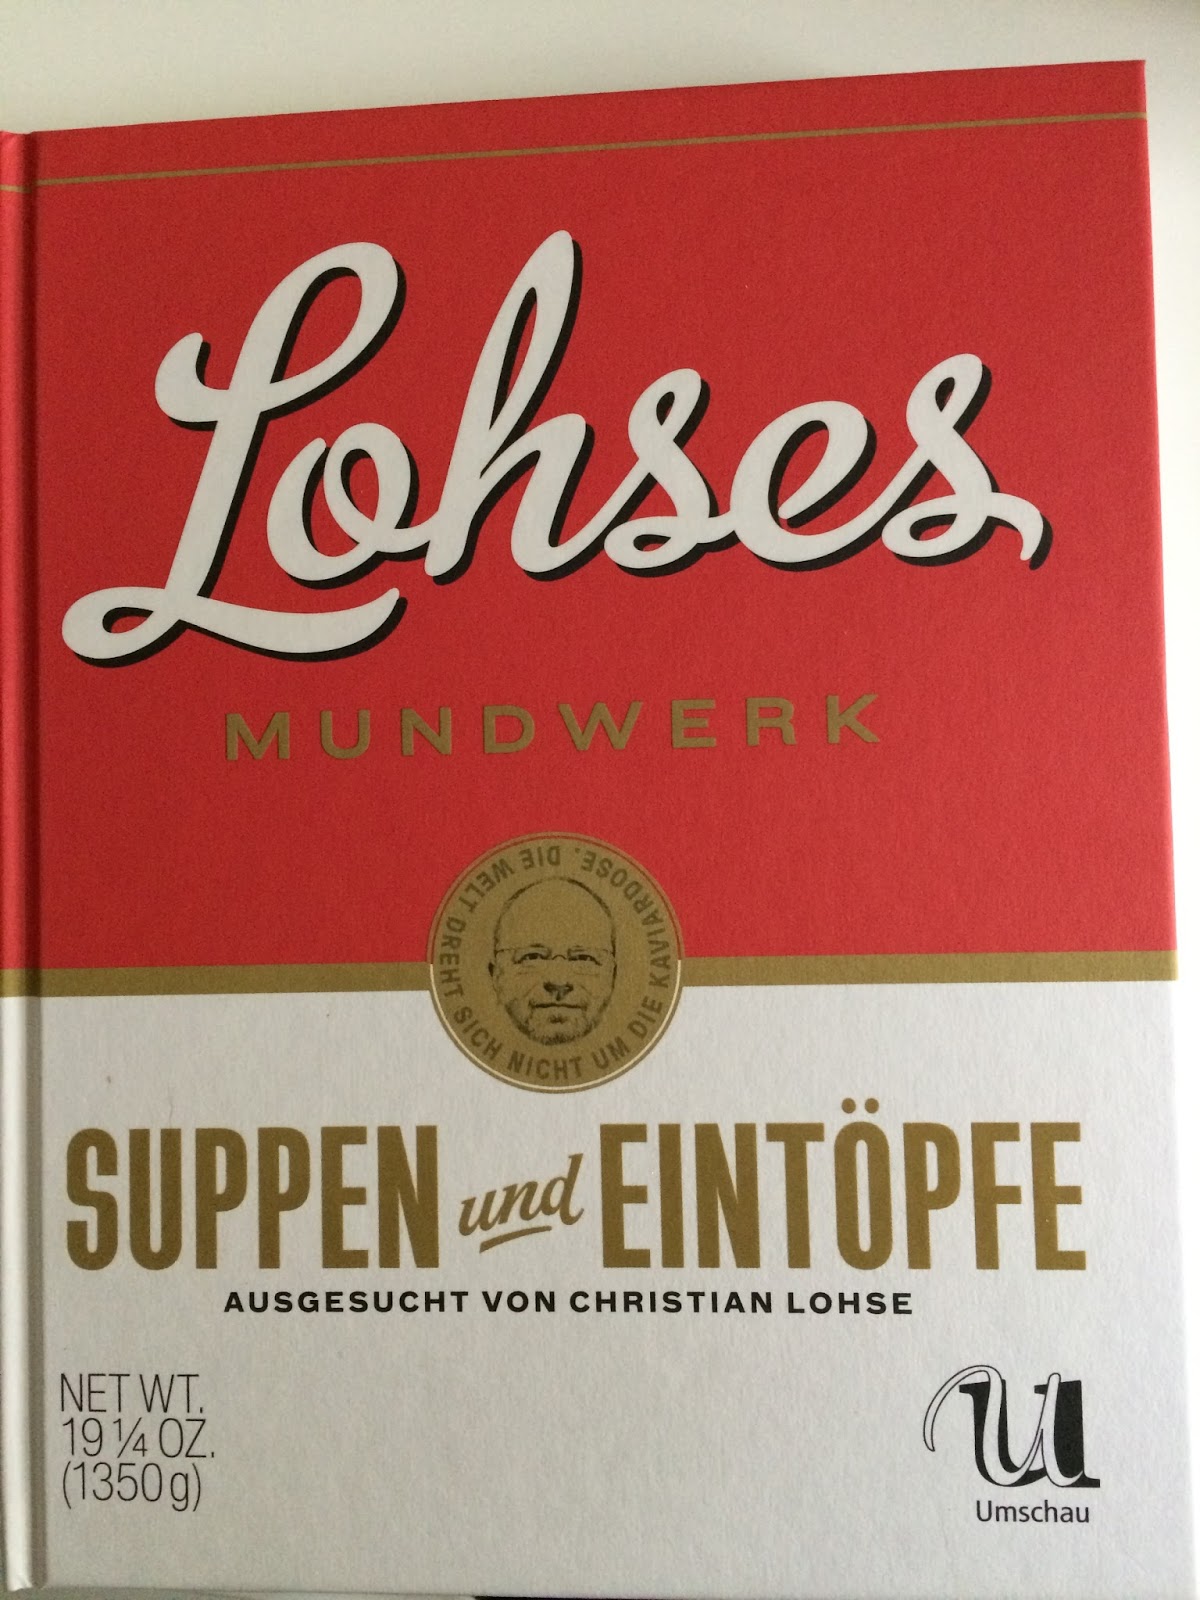 Lohses
MUNDWERK
DIE WELT DREHT SICH NICHT UM DIE KAVIARDOSE.
SUPPEN und EINTÖPFE
AUSGESUCHT VON CHRISTIAN LOHSE
NET WT.
19 ¼ OZ.
(1350g)
U
Umschau